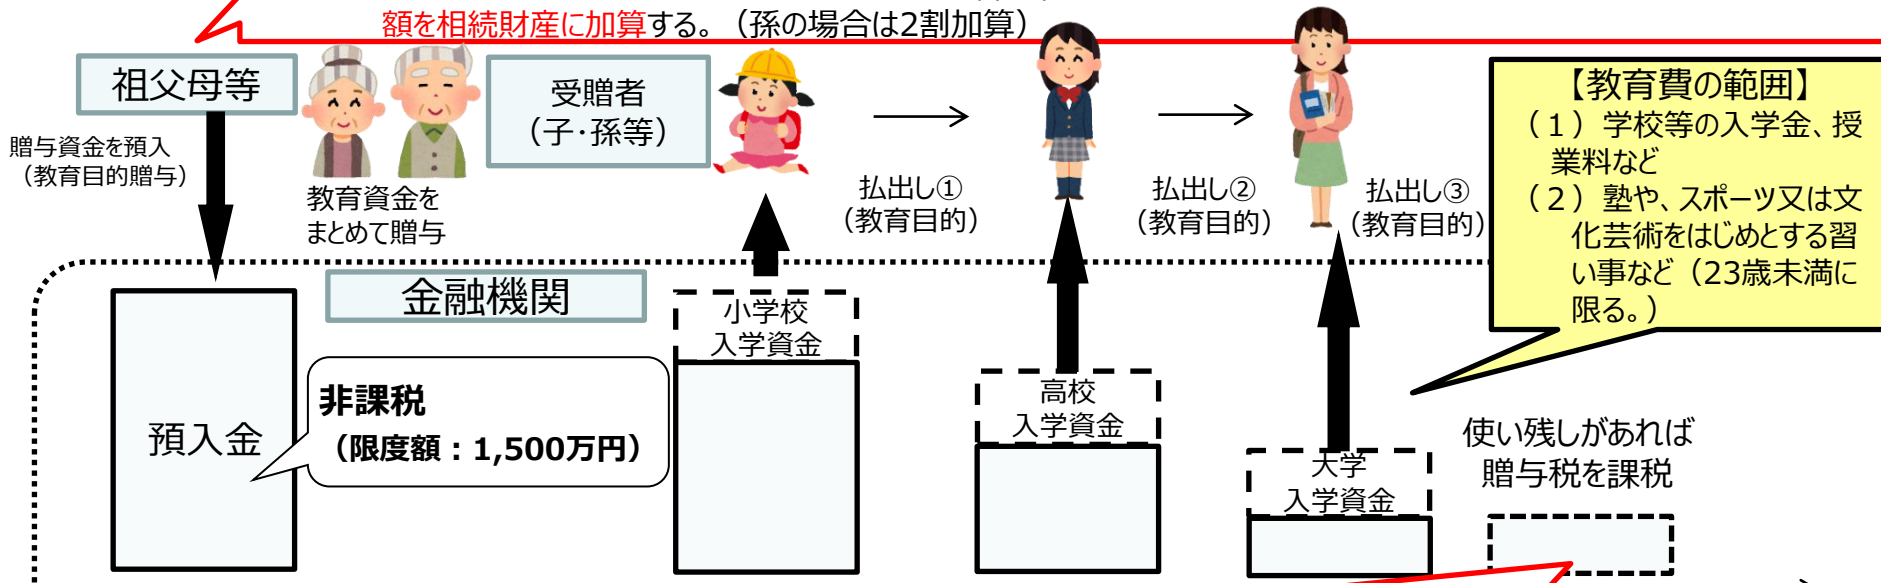 額を相続財産に加算する。（孫の場合は2割加算）
祖父母等
贈与資金を預入
（教育目的贈与）
教育資金を
まとめて贈与
受贈者
（子･孫等）
払出し①
（教育目的）
払出し②
（教育目的）
払出し③
（教育目的）
【教育費の範囲】
（１）学校等の入学金、授
業料など
（２）塾や、スポーツ又は文
化芸術をはじめとする習
い事など（23歳未満に
限る。）
金融機関
預入金
非課税
（限度額：1,500万円）
小学校
入学資金
高校
入学資金
大学
入学資金
使い残しがあれば
贈与税を課税